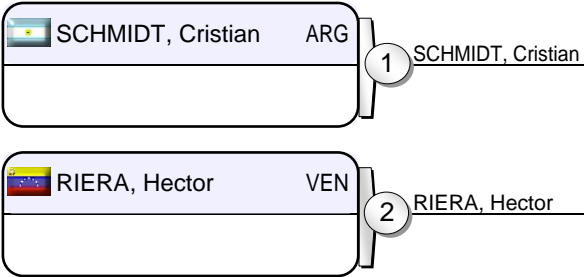 SCHMIDT, Cristian ARG
1 SCHMIDT, Cristian
RIERA, Hector VEN
2 RIERA, Hector